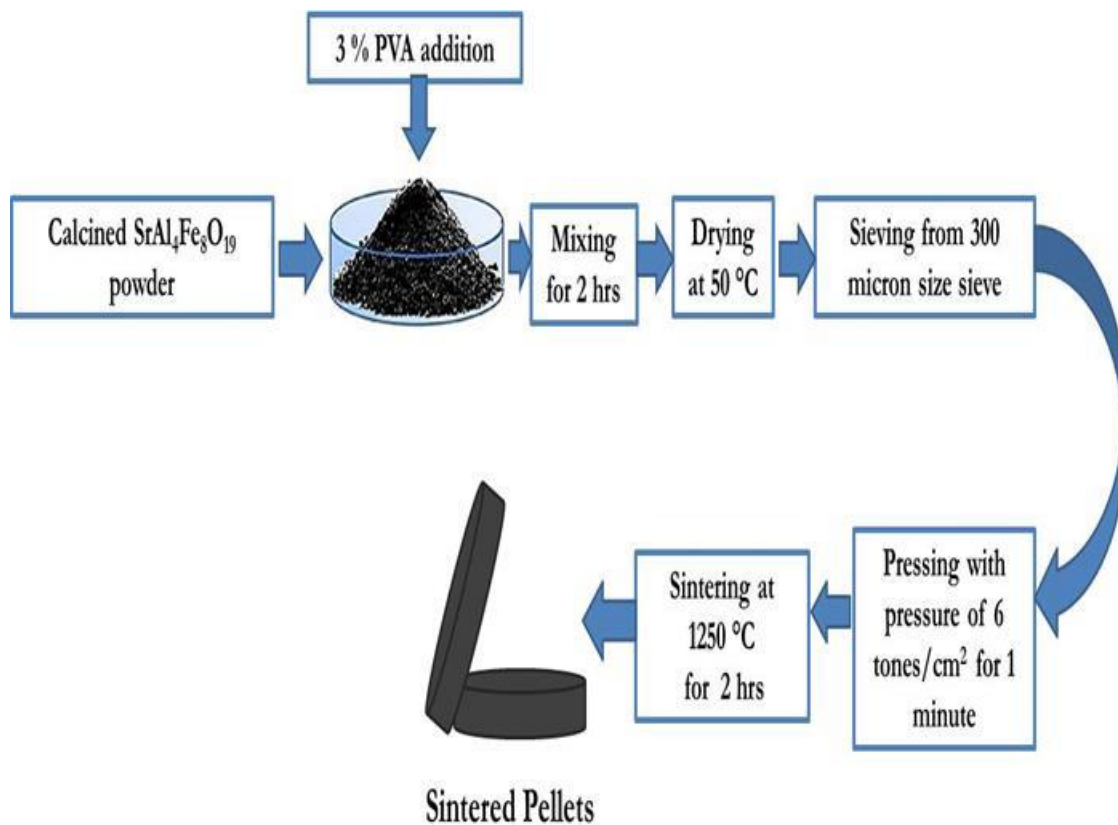 3 % PVA addition
Calcined SrAl₄Fe₈O₁₉
powder
Mixing
for 2 hrs
Drying
at 50 °C
Sieving from 300
micron size sieve
Pressing with
pressure of 6
tones/cm² for 1
minute
Sintering at
1250 °C
for 2 hrs
Sintered Pellets